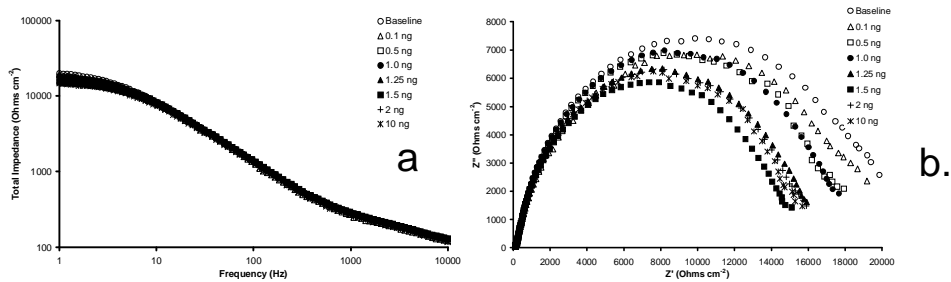 100000
10000
1000
100
1
10
100
1000
10000
Total Impedance (Ohms cm-2)
Frequency (Hz)
Baseline
0.1 ng
0.5 ng
1.0 ng
1.25 ng
1.5 ng
2 ng
10 ng
a
8000
7000
6000
5000
4000
3000
2000
1000
0
0
2000
4000
6000
8000
10000
12000
14000
16000
18000
20000
Z'' (Ohms cm-2)
Z' (Ohms cm-2)
Baseline
0.1 ng
0.5 ng
1.0 ng
1.25 ng
1.5 ng
2 ng
10 ng
b.